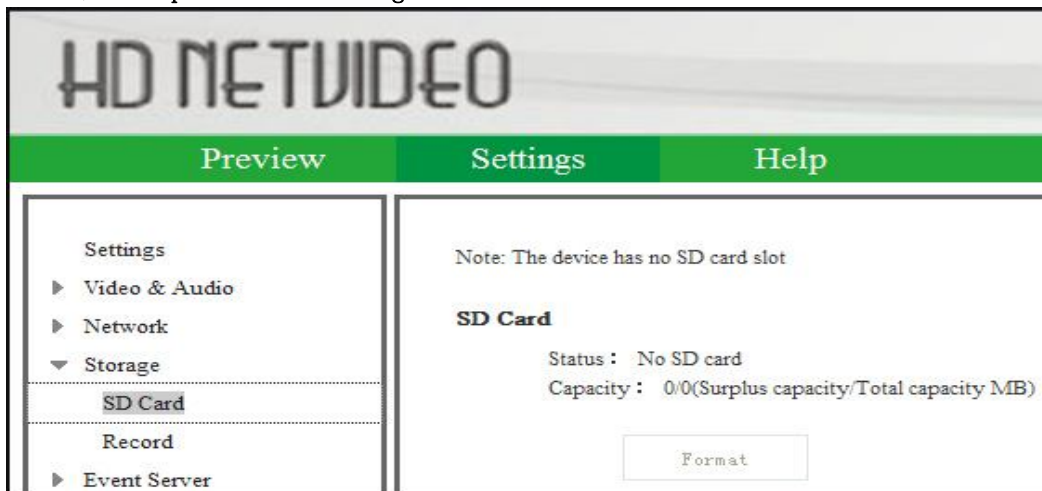 HD NETVIDEO
Preview Settings Help
Settings
Video & Audio
Network
Storage
SD Card
Record
Event Server
Note: The device has no SD card slot
SD Card
Status： No SD card
Capacity： 0/0(Surplus capacity/Total capacity MB)
Format